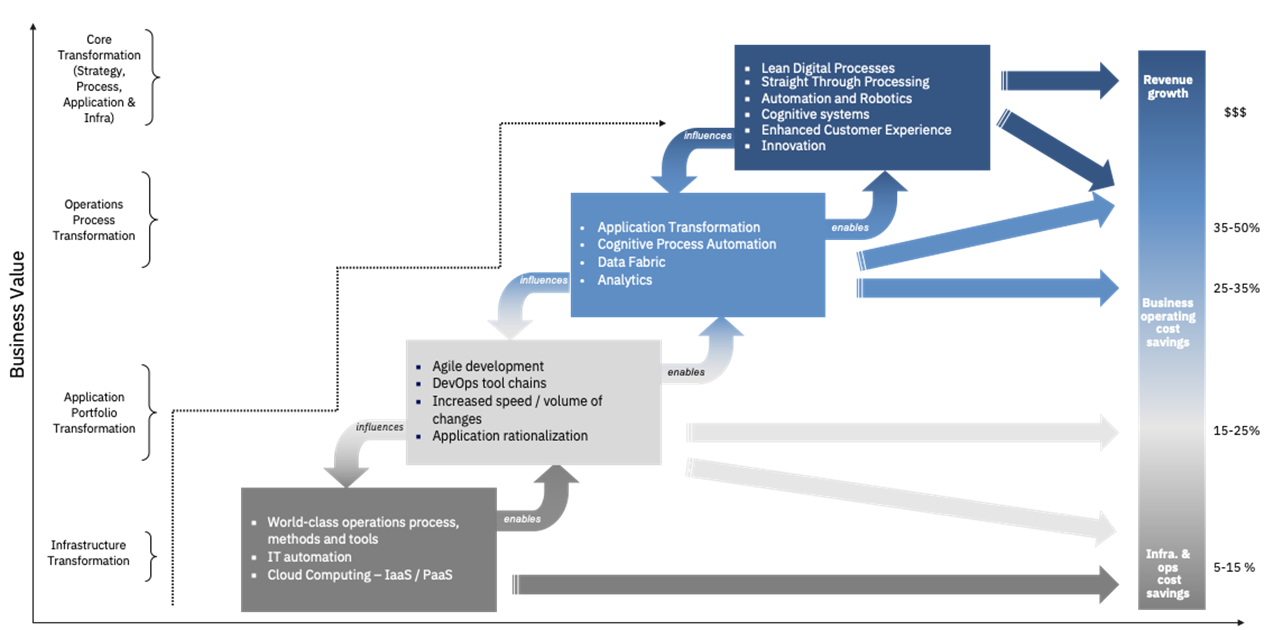 Business Value
Core
Transformation
(Strategy,
Process,
Application &
Infra)
Operations
Process
Transformation
Application
Portfolio
Transformation
Infrastructure
Transformation
▪ Lean Digital Processes
▪ Straight Through Processing
▪ Automation and Robotics
▪ Cognitive systems
▪ Enhanced Customer Experience
▪ Innovation
influences
enables
• Application Transformation
• Cognitive Process Automation
• Data Fabric
• Analytics
influences
enables
▪ Agile development
▪ DevOps tool chains
▪ Increased speed / volume of
changes
▪ Application rationalization
influences
enables
▪ World-class operations process,
methods and tools
▪ IT automation
▪ Cloud Computing – IaaS / PaaS
Revenue
growth
Business
operating
cost
savings
Infra. &
ops
cost
savings
$$$
35-50%
25-35%
15-25%
5-15 %